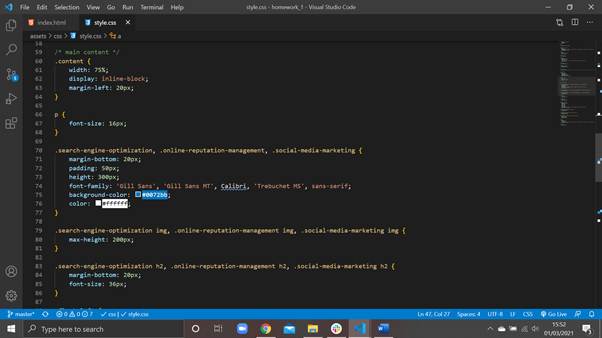 File Edit Selection View Go Run Terminal Help
style.css - homework_1 - Visual Studio Code
index.html
style.css
assets > css > style.css > a
58
59 /* main content */
60 .content {
61 width: 75%;
62 display: inline-block;
63 margin-left: 20px;
64 }
65
66 p {
67 font-size: 16px;
68 }
69
70 .search-engine-optimization, .online-reputation-management, .social-media-marketing {
71 margin-bottom: 20px;
72 padding: 50px;
73 height: 300px;
74 font-family: 'Gill Sans', 'Gill Sans MT', Calibri, 'Trebuchet MS', sans-serif;
75 background-color: #0072bb;
76 color: #ffffff;
77 }
78
79 .search-engine-optimization img, .online-reputation-management img, .social-media-marketing img {
80 max-height: 200px;
81 }
82
83 .search-engine-optimization h2, .online-reputation-management h2, .social-media-marketing h2 {
84 margin-bottom: 20px;
85 font-size: 36px;
86 }
87
master* 0 0 7 css | style.css
Ln 47, Col 27 Spaces: 4 UTF-8 LF CSS Go Live
Type here to search
15:52
01/03/2021